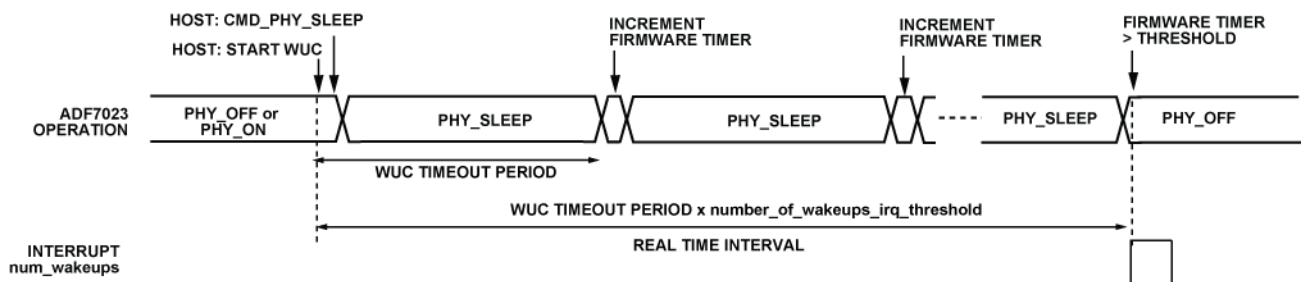 HOST: CMD_PHY_SLEEP
HOST: START WUC
INCREMENT
FIRMWARE TIMER
INCREMENT
FIRMWARE TIMER
FIRMWARE TIMER
> THRESHOLD
ADF7023
OPERATION
PHY_OFF or
PHY_ON
PHY_SLEEP
PHY_SLEEP
PHY_SLEEP
PHY_OFF
WUC TIMEOUT PERIOD
WUC TIMEOUT PERIOD x number_of_wakeups_irq_threshold
REAL TIME INTERVAL
INTERRUPT
num_wakeups